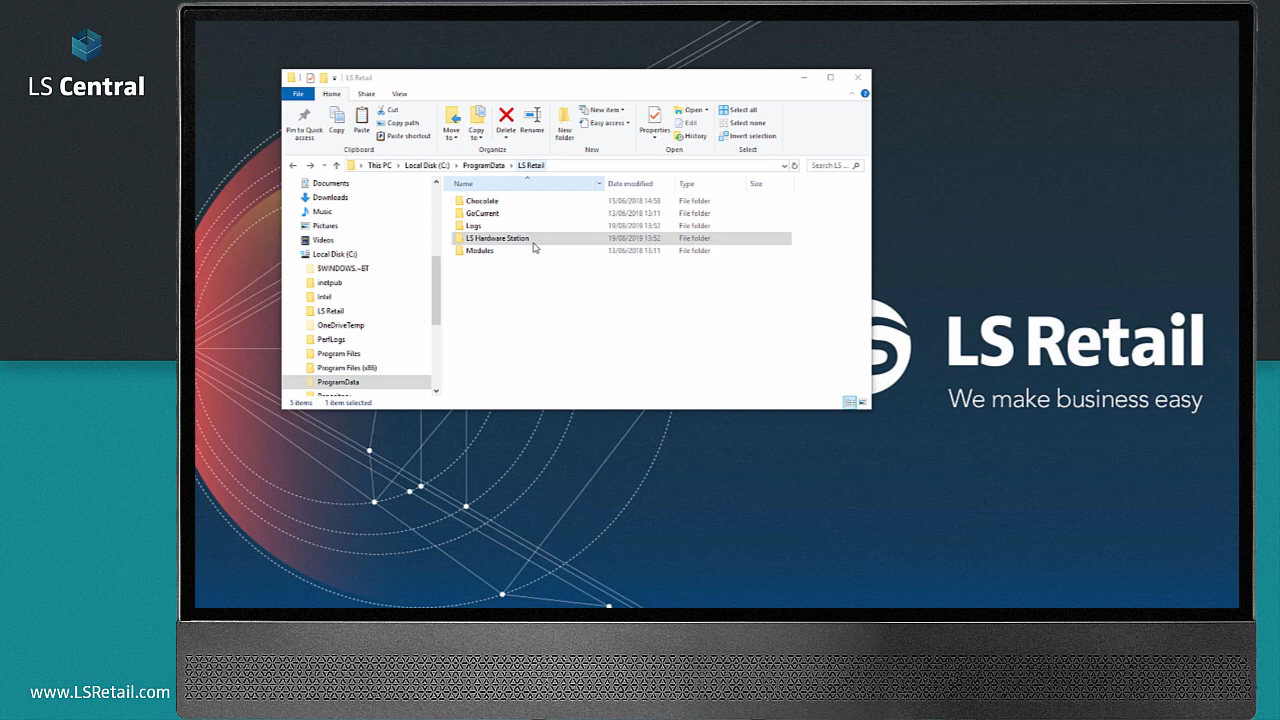 LS Central
LS Retail
File Home Share View
Pin to Quick access
Copy
Paste
Cut
Copy path
Paste shortcut
Clipboard
Move to
Copy to
Delete
Rename
Organize
New folder
New item
Easy access
New
Properties
Open
Edit
History
Open
Select all
Select none
Invert selection
Select
This PC Local Disk (C:) ProgramData LS Retail
Search LS ...
Documents
Downloads
Music
Pictures
Videos
Local Disk (C:)
$WINDOWS.~BT
inetpub
Intel
LS Retail
OneDriveTemp
PerfLogs
Program Files
Program Files (x86)
ProgramData
Name Date modified Type Size
Chocolate 15/06/2018 14:58 File folder
GoCurrent 13/06/2018 13:11 File folder
Logs 19/08/2019 13:52 File folder
LS Hardware Station 19/08/2019 13:52 File folder
Modules 13/06/2018 13:11 File folder
5 items 1 item selected
LS Retail
We make business easy
www.LSRetail.com